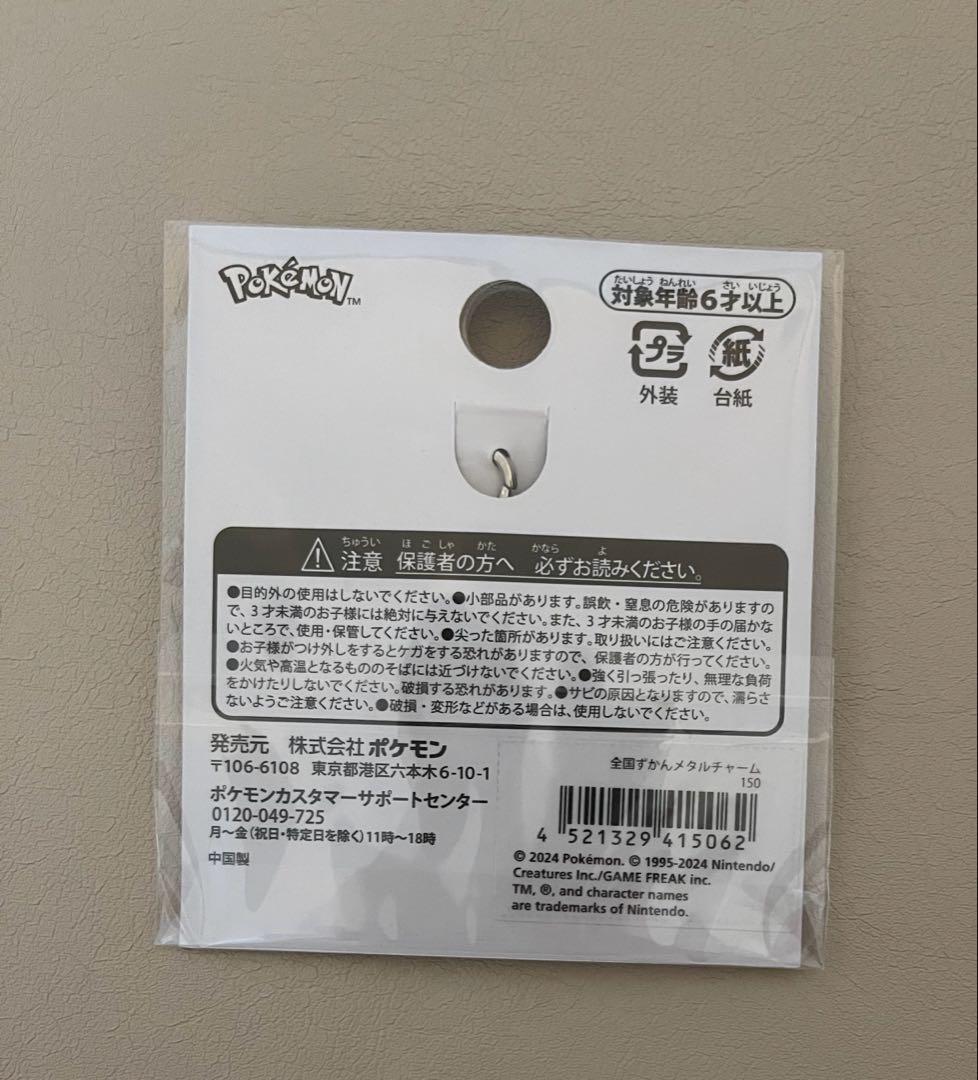 POKéMON™
たいしょう ねんれい さい いじょう
対象年齢6才以上
プラ
紙
外装
台紙
ちゅうい ほごしゃ かた かなら よ
注意 保護者の方へ 必ずお読みください。
●目的外の使用はしないでください。●小部品があります。誤飲・窒息の危険がありますの
で、3才未満のお子様には絶対に与えないでください。また、3才未満のお子様の手の届かな
いところで、使用・保管してください。●尖った箇所があります。取り扱いにはご注意ください。
●お子様がつけ外しをするとケガをする恐れがありますので、保護者の方が行ってください。
●火気や高温となるもののそばには近づけないでください。●強く引っ張ったり、無理な負荷
をかけたりしないでください。破損する恐れがあります。●サビの原因となりますので、濡らさ
ないようご注意ください。●破損・変形などがある場合は、使用しないでください。
発売元 株式会社ポケモン
〒106-6108 東京都港区六本木6-10-1
ポケモンカスタマーサポートセンター
0120-049-725
月〜金(祝日・特定日を除く)11時〜18時
中国製
全国ずかんメタルチャーム
150
4 521329 415062
© 2024 Pokémon. © 1995-2024 Nintendo/
Creatures Inc./GAME FREAK inc.
TM, ®, and character names
are trademarks of Nintendo.